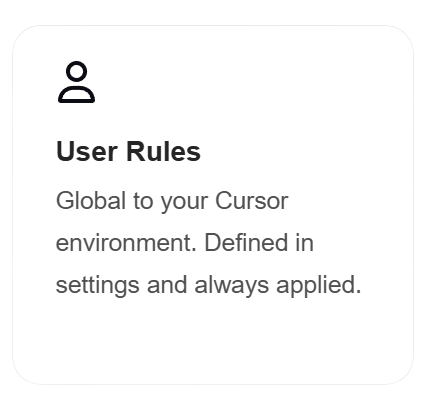 User Rules
Global to your Cursor
environment. Defined in
settings and always applied.